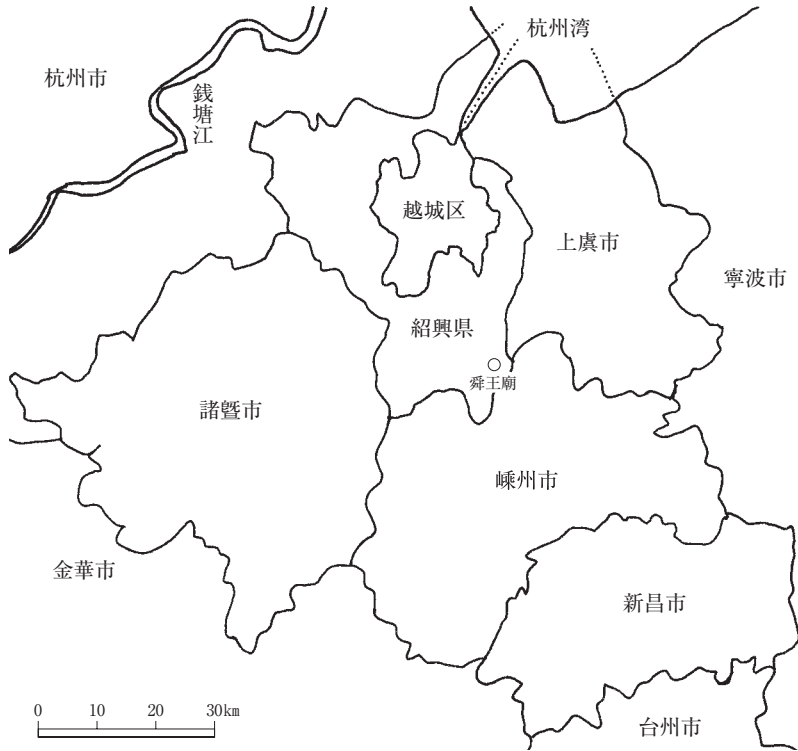 杭州湾
杭州市
銭塘江
越城区
上虞市
寧波市
紹興県
舜王廟
諸曁市
嵊州市
金華市
新昌市
台州市
0 10 20 30km